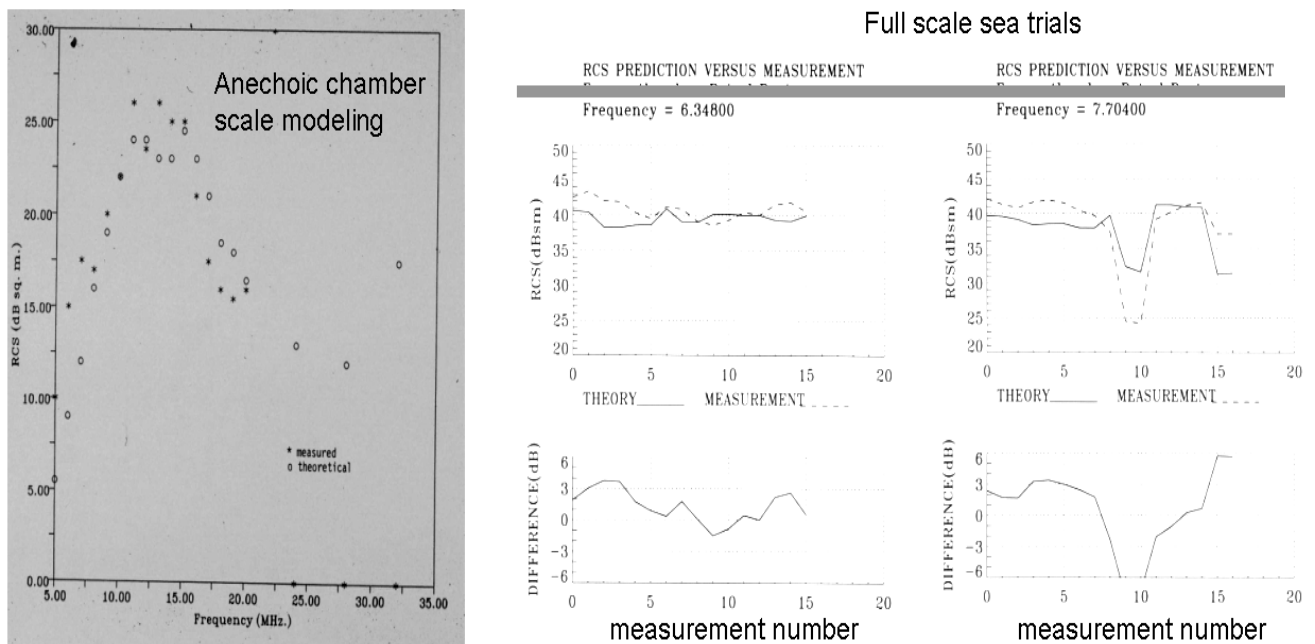 Anechoic chamber
scale modeling
30.00
25.00
20.00
15.00
10.00
5.00
0.00
RCS (dB sq. m.)
* measured
o theoretical
5.00 10.00 15.00 20.00 25.00 30.00 35.00
Frequency (MHz.)
Full scale sea trials
RCS PREDICTION VERSUS MEASUREMENT
Frequency = 6.34800
50
45
40
35
30
25
20
RCS(dBsm)
0 5 10 15 20
THEORY____ MEASUREMENT_ _ _ _
6
3
0
-3
-6
DIFFERENCE(dB)
0 5 10 15 20
measurement number
RCS PREDICTION VERSUS MEASUREMENT
Frequency = 7.70400
50
45
40
35
30
25
20
RCS(dBsm)
0 5 10 15 20
THEORY____ MEASUREMENT_ _ _ _
6
3
0
-3
-6
DIFFERENCE(dB)
0 5 10 15 20
measurement number